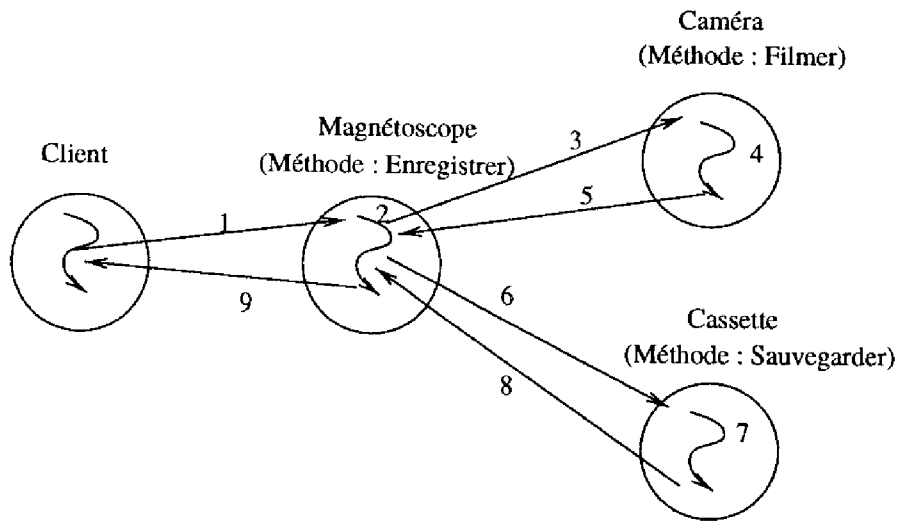 Caméra
(Méthode : Filmer)
Magnétoscope
(Méthode : Enregistrer)
Client
3
4
1
2
5
9
6
Cassette
(Méthode : Sauvegarder)
8
7